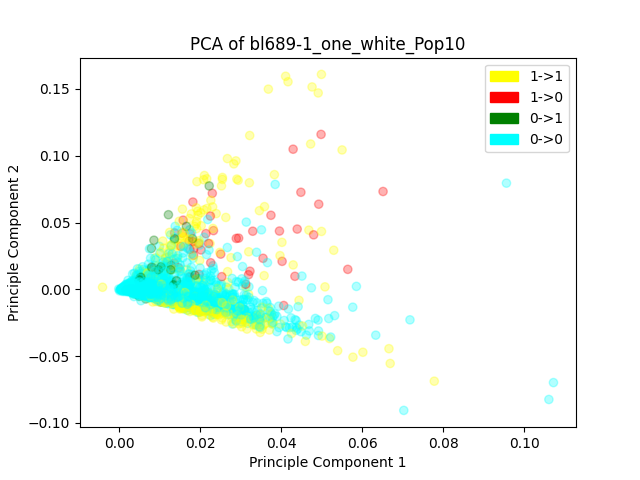 PCA of bl689-1_one_white_Pop10
1->1
1->0
0->1
0->0
Principle Component 2
0.15
0.10
0.05
0.00
−0.05
−0.10
0.00 0.02 0.04 0.06 0.08 0.10
Principle Component 1